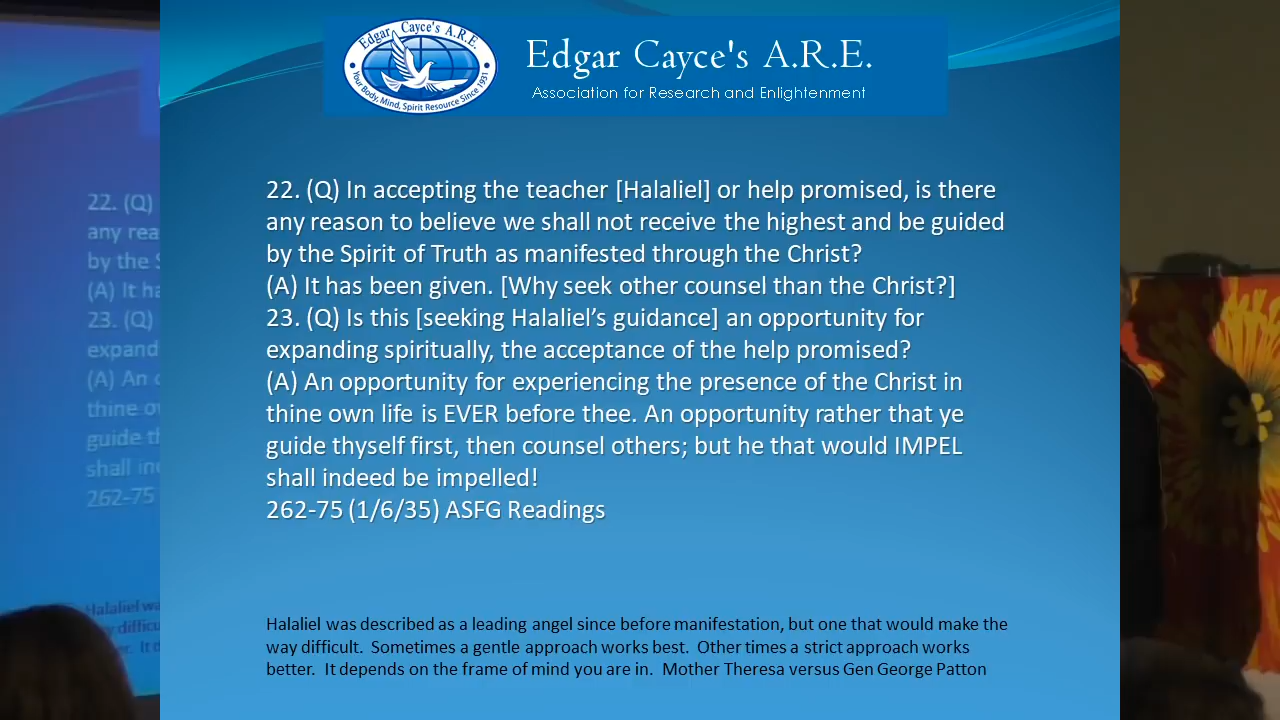 Edgar Cayce's A.R.E.
Your Body, Mind, Spirit Resource Since 1931
Edgar Cayce's A.R.E.
Association for Research and Enlightenment
22. (Q) In accepting the teacher [Halaliel] or help promised, is there
any reason to believe we shall not receive the highest and be guided
by the Spirit of Truth as manifested through the Christ?
(A) It has been given. [Why seek other counsel than the Christ?]
23. (Q) Is this [seeking Halaliel’s guidance] an opportunity for
expanding spiritually, the acceptance of the help promised?
(A) An opportunity for experiencing the presence of the Christ in
thine own life is EVER before thee. An opportunity rather that ye
guide thyself first, then counsel others; but he that would IMPEL
shall indeed be impelled!
262-75 (1/6/35) ASFG Readings
Halaliel was described as a leading angel since before manifestation, but one that would make the
way difficult. Sometimes a gentle approach works best. Other times a strict approach works
better. It depends on the frame of mind you are in. Mother Theresa versus Gen George Patton
22. (Q)
any rea
by the
(A) It ha
23. (Q)
expand
(A) An
thine
guide th
shall
262-75
Halaliel wa